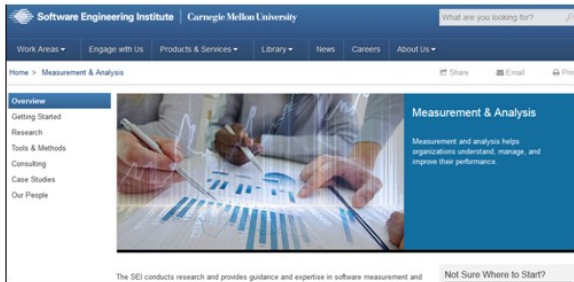 Software Engineering Institute | Carnegie Mellon University
What are you looking for?
Work Areas Engage with Us Products & Services Library News Careers About Us
Home > Measurement & Analysis
Share Email Prin
Overview
Getting Started
Research
Tools & Methods
Consulting
Case Studies
Our People
Measurement & Analysis
Measurement and analysis helps
organizations understand, manage, and
improve their performance.
The SEI conducts research and provides guidance and expertise in software measurement and
Not Sure Where to Start?